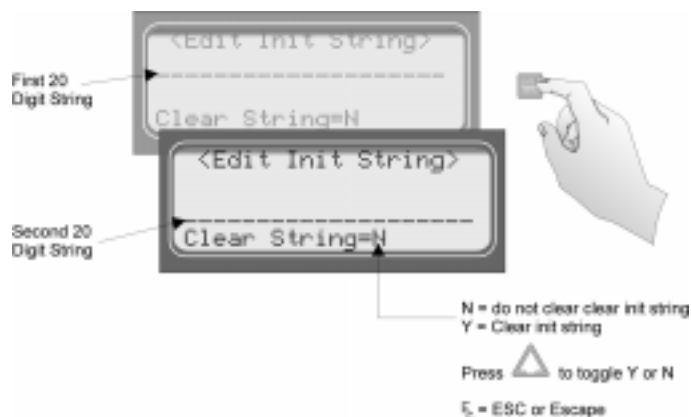 <Edit Init String>
First 20
Digit String
Clear String=N
<Edit Init String>
Second 20
Digit String
Clear String=N
N = do not clear clear init string
Y = Clear init string
Press to toggle Y or N
= ESC or Escape